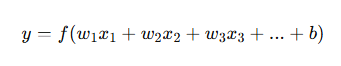 y = f(w₁x₁ + w₂x₂ + w₃x₃ + ... + b)